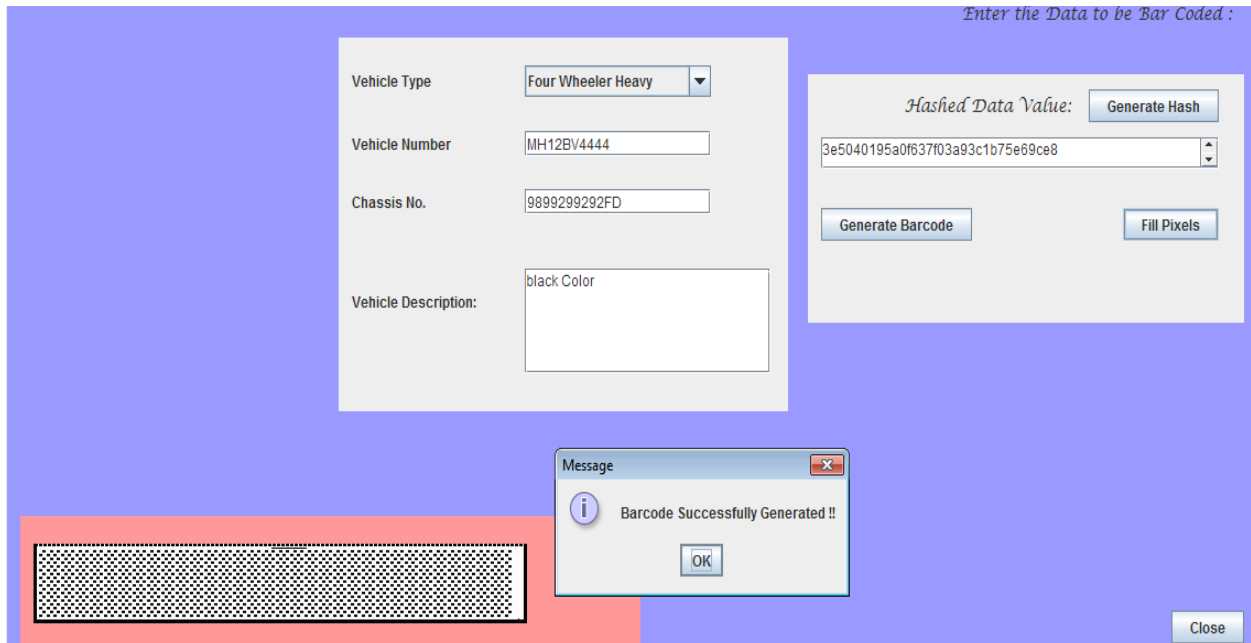 Enter the Data to be Bar Coded :
Vehicle Type
Four Wheeler Heavy
Vehicle Number
MH12BV4444
Chassis No.
9899299292FD
Vehicle Description:
black Color
Hashed Data Value:
Generate Hash
3e5040195a0f637f03a93c1b75e69ce8
Generate Barcode
Fill Pixels
Message
Barcode Successfully Generated !!
OK
Close